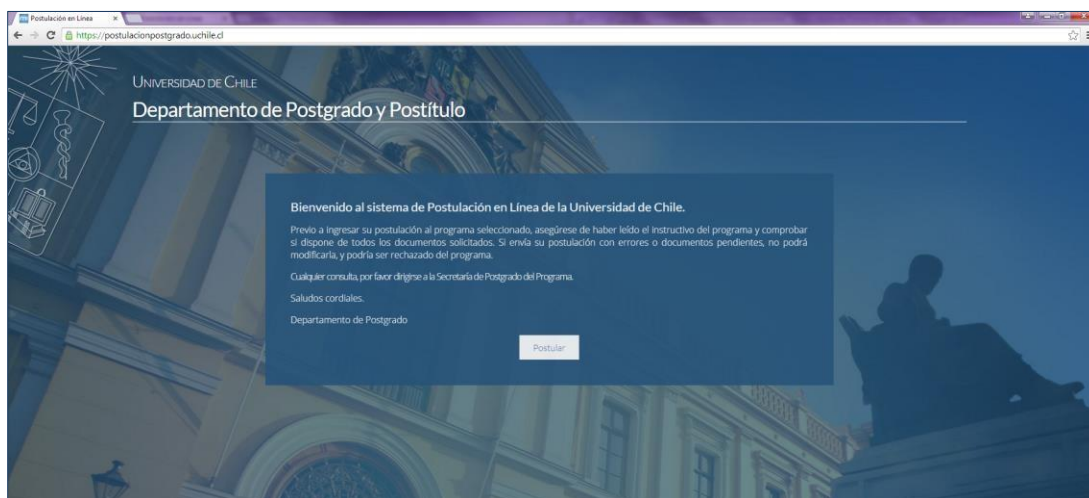 Postulación en Línea
https://postulacionpostgrado.uchile.cl
UNIVERSIDAD DE CHILE
Departamento de Postgrado y Postítulo
Bienvenido al sistema de Postulación en Línea de la Universidad de Chile.
Previo a ingresar su postulación al programa seleccionado, asegúrese de haber leído el instructivo del programa y comprobar
si dispone de todos los documentos solicitados. Si envía su postulación con errores o documentos pendientes, no podrá
modificarla, y podría ser rechazado del programa.
Cualquier consulta, por favor dirigirse a la Secretaría de Postgrado del Programa.
Saludos cordiales.
Departamento de Postgrado
Postular